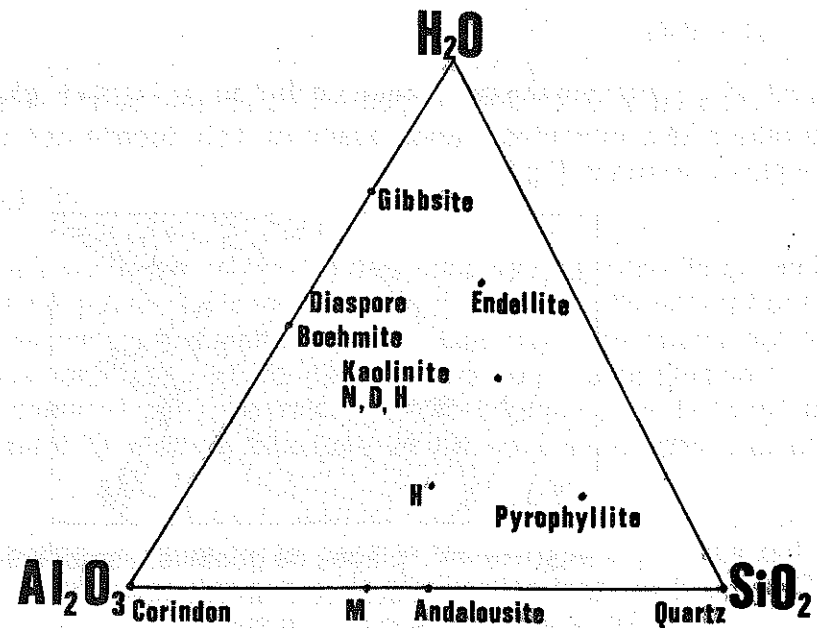 H₂O
Gibbsite
Diaspore
Endellite
Boehmite
Kaolinite
N, D, H
H
Pyrophyllite
Al₂O₃
SiO₂
Corindon
M
Andalousite
Quartz